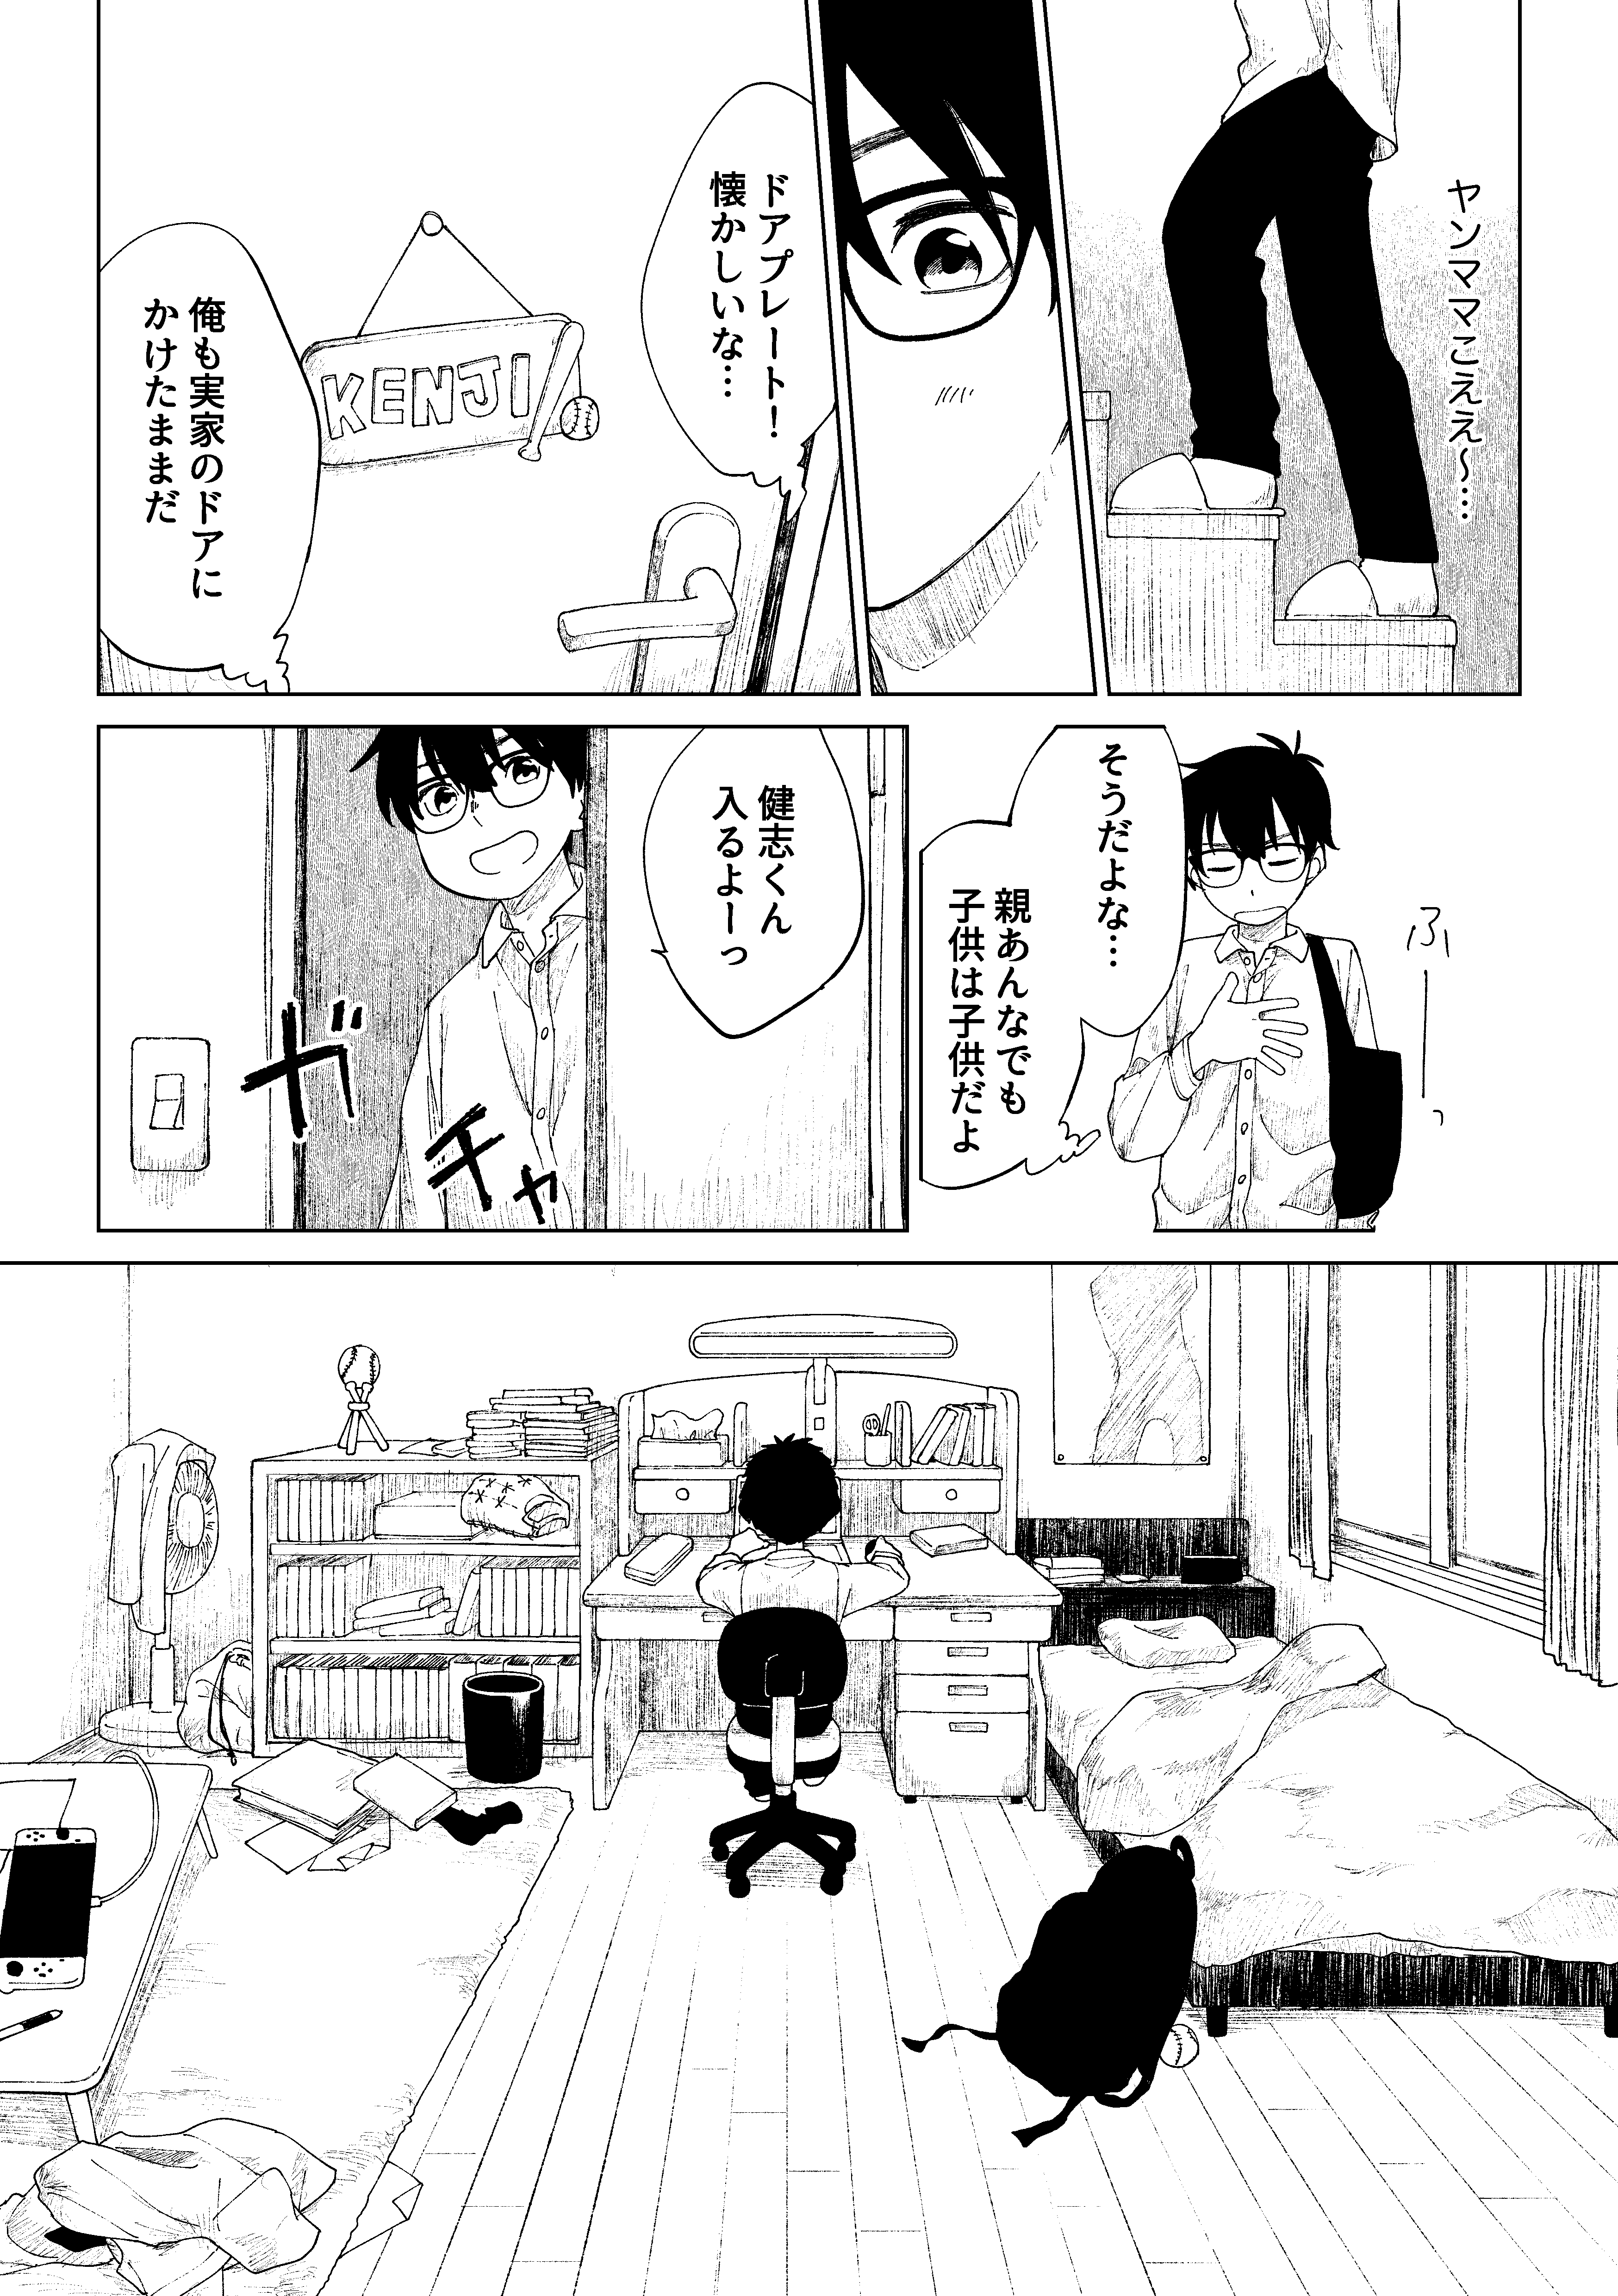 ヤンママこええ～…
ドアプレート!
懐かしいな…
KENJI
俺も実家のドアに
かけたままだ
ふーっ
そうだよな…
親あんなでも
子供は子供だよ
健志くん
入るよーっ
ガチャ